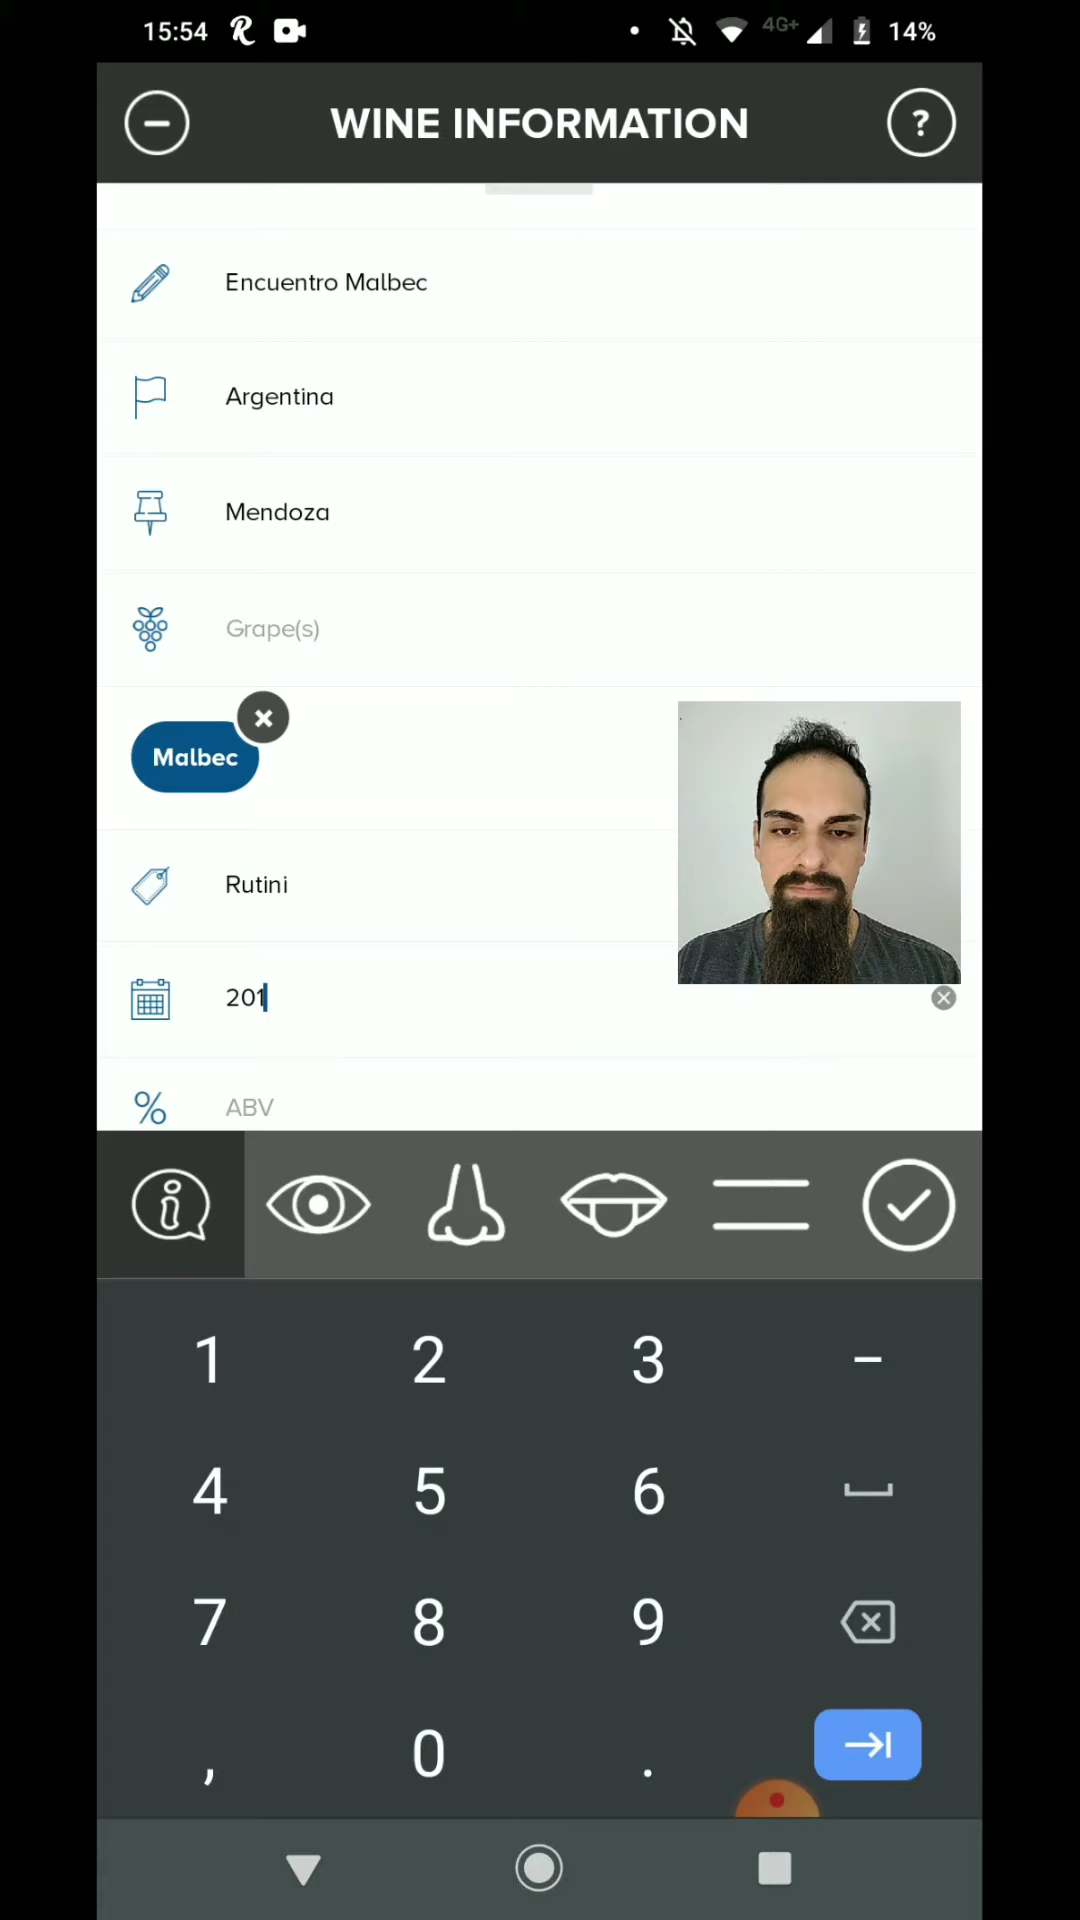 15:54 4G+ 14%
WINE INFORMATION ?
Encuentro Malbec
Argentina
Mendoza
Grape(s)
Malbec
Rutini
201
% ABV
1 2 3 -
4 5 6
7 8 9
, 0 .